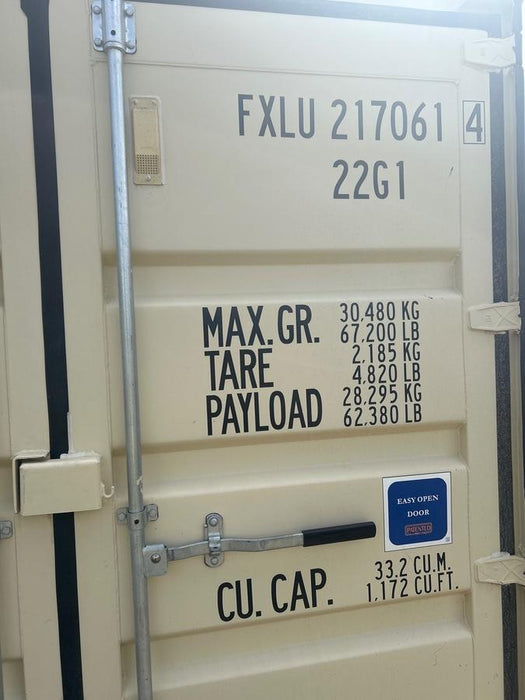 FXLU 217061 4
22G1
MAX. GR. 30,480 KG
67,200 LB
TARE 2,185 KG
4,820 LB
PAYLOAD 28,295 KG
62,380 LB
EASY OPEN
DOOR
PATENTED
CU. CAP. 33.2 CU.M.
1,172 CU.FT.